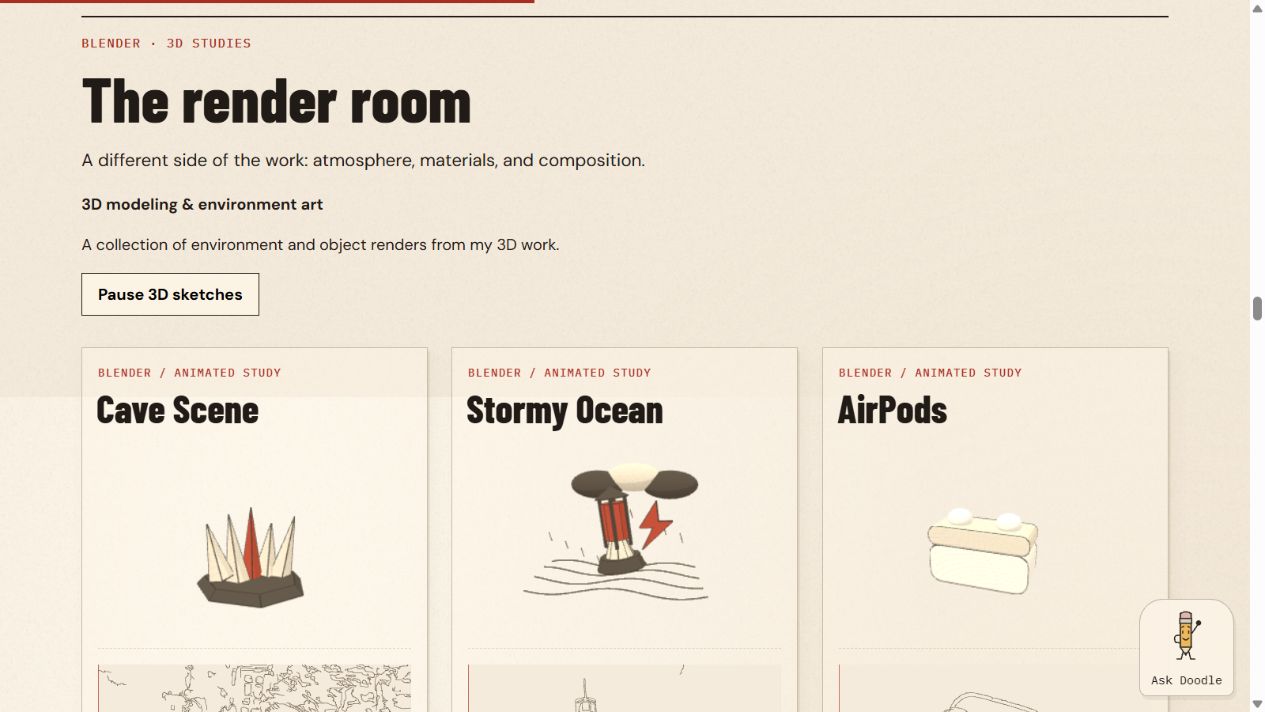 BLENDER · 3D STUDIES
The render room
A different side of the work: atmosphere, materials, and composition.
3D modeling & environment art
A collection of environment and object renders from my 3D work.
Pause 3D sketches
BLENDER / ANIMATED STUDY
Cave Scene
BLENDER / ANIMATED STUDY
Stormy Ocean
BLENDER / ANIMATED STUDY
AirPods
Ask Doodle